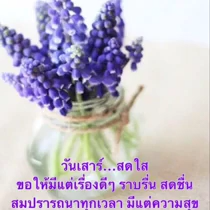 วันเสาร์...สดใส
ขอให้มีแต่เรื่องดีๆ ราบรื่น สดชื่น
สมปรารถนาทุกเวลา มีแต่ความสุข